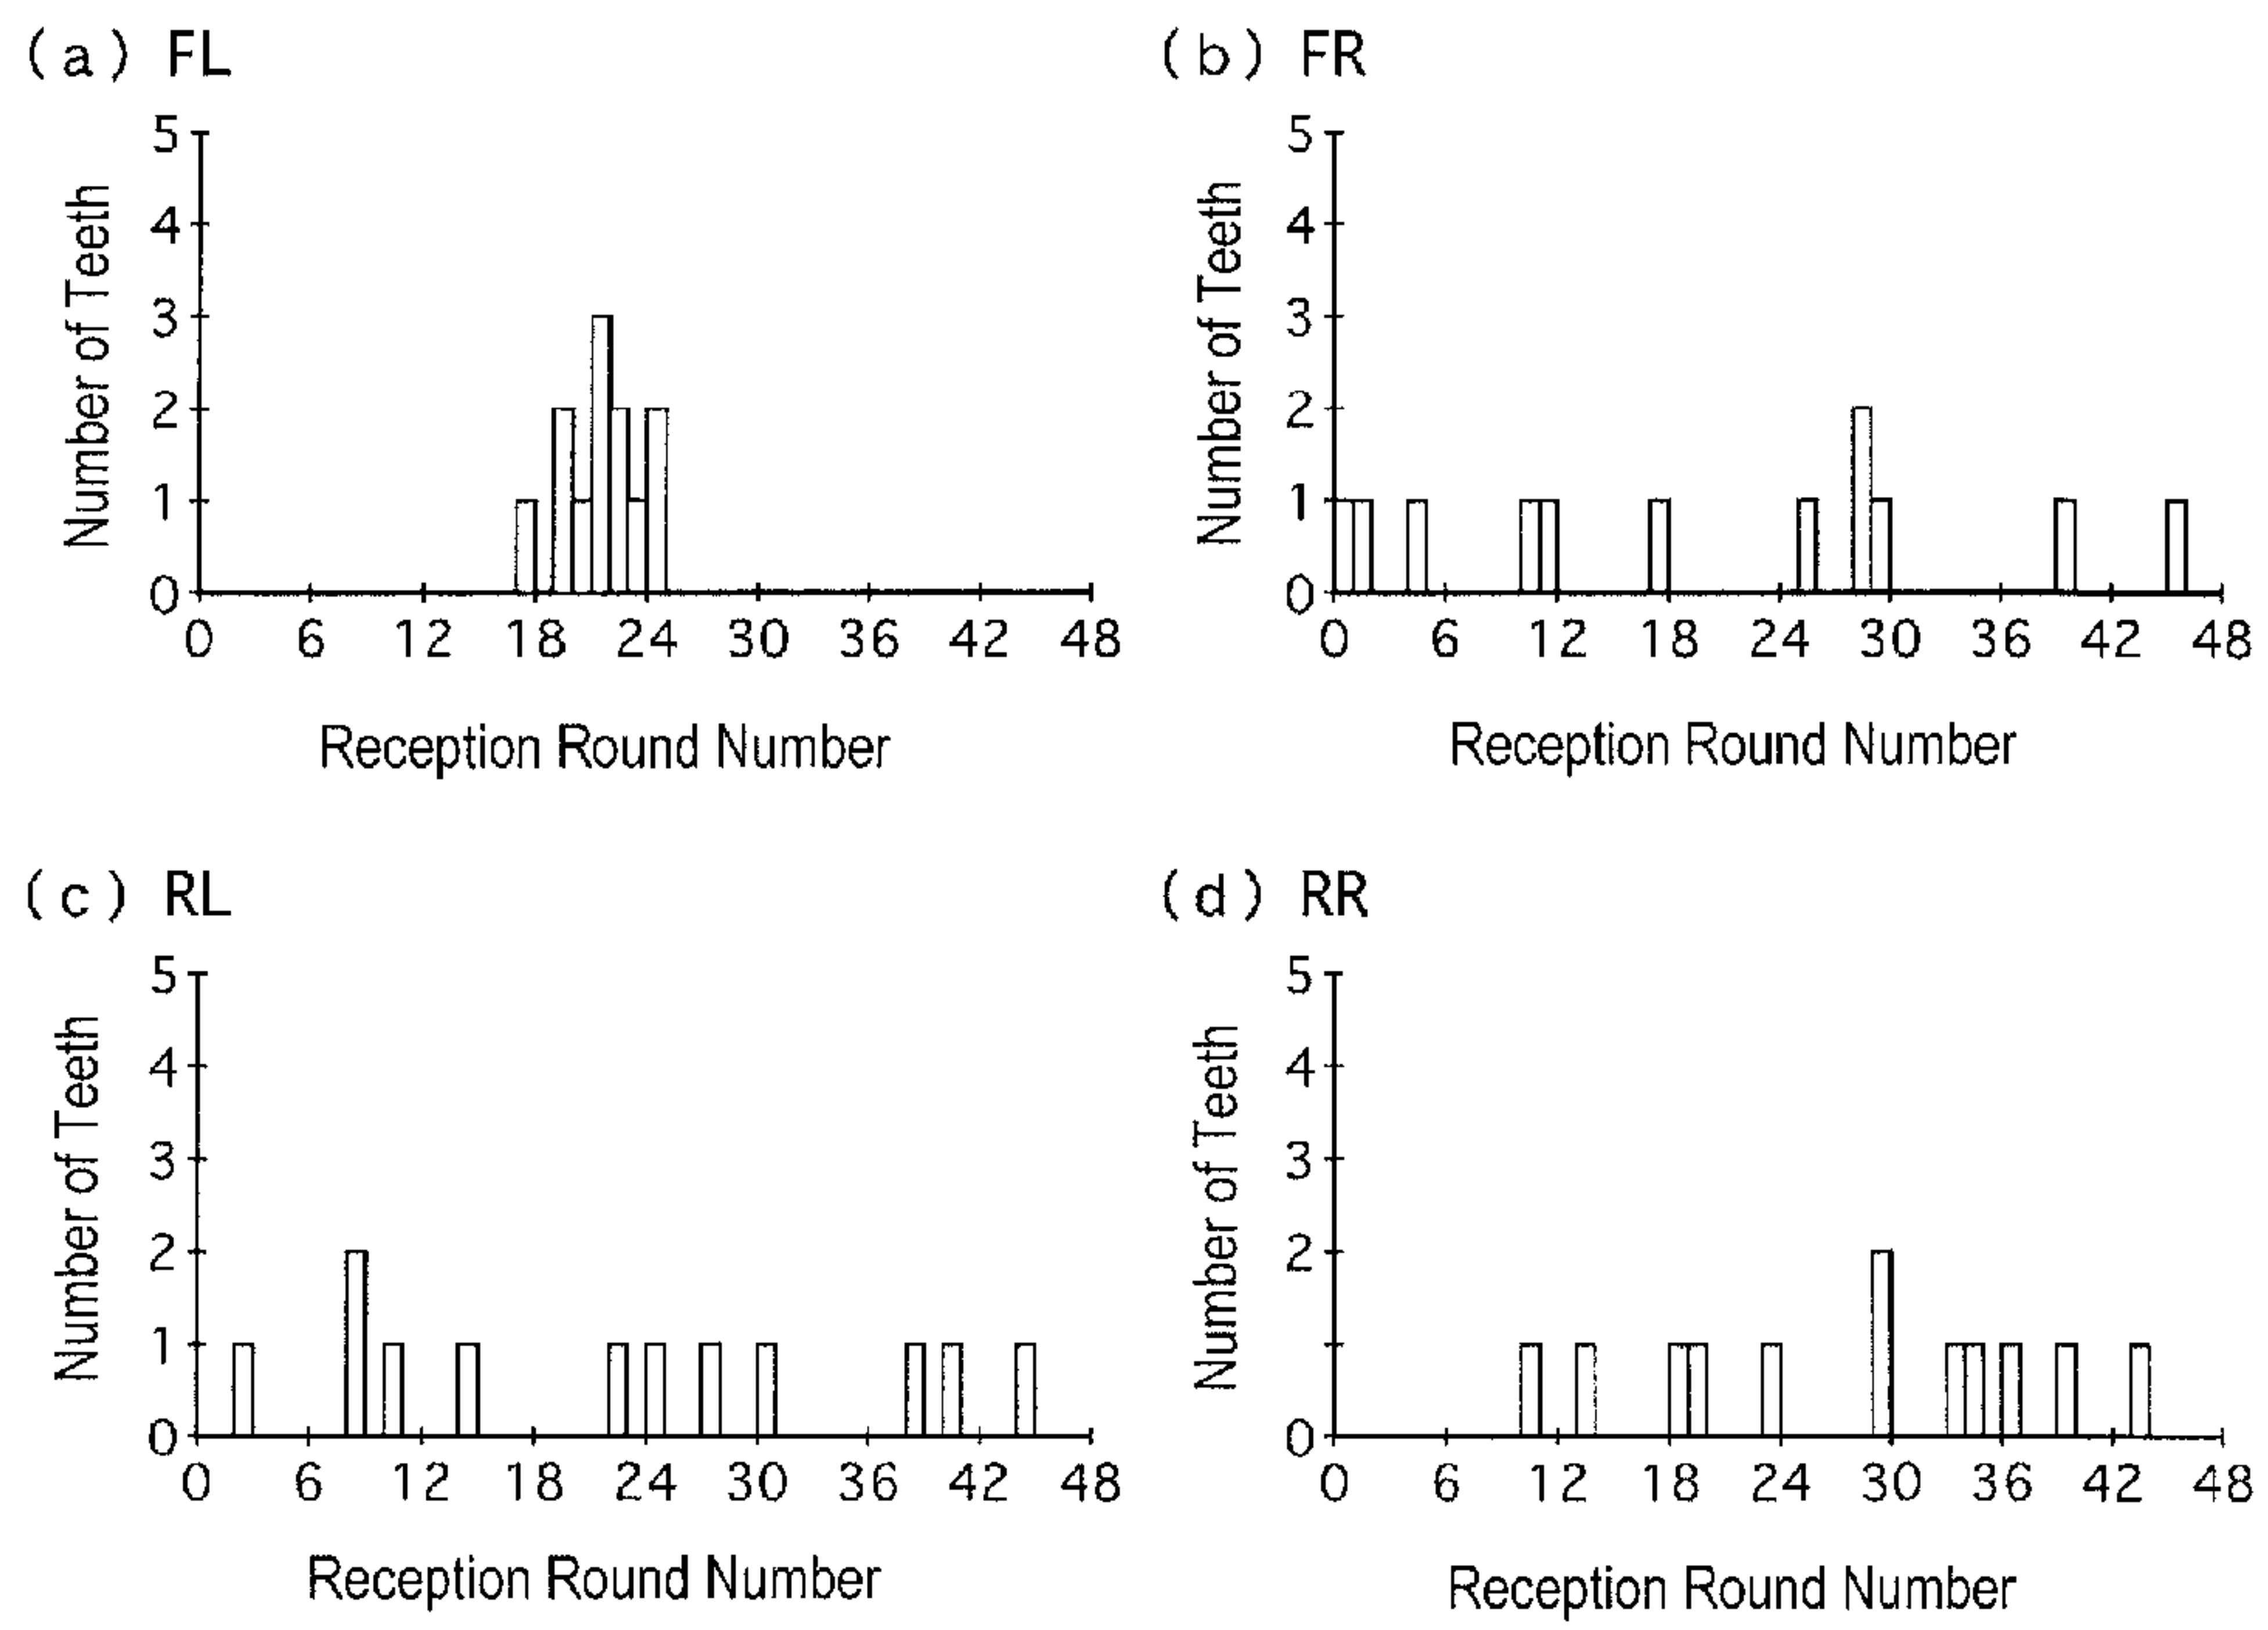 (a) FL
5
4
3
2
1
0
Number of Teeth
0 6 12 18 24 30 36 42 48
Reception Round Number
(b) FR
5
4
3
2
1
0
Number of Teeth
0 6 12 18 24 30 36 42 48
Reception Round Number
(c) RL
5
4
3
2
1
0
Number of Teeth
0 6 12 18 24 30 36 42 48
Reception Round Number
(d) RR
5
4
3
2
0
Number of Teeth
0 6 12 18 24 30 36 42 48
Reception Round Number